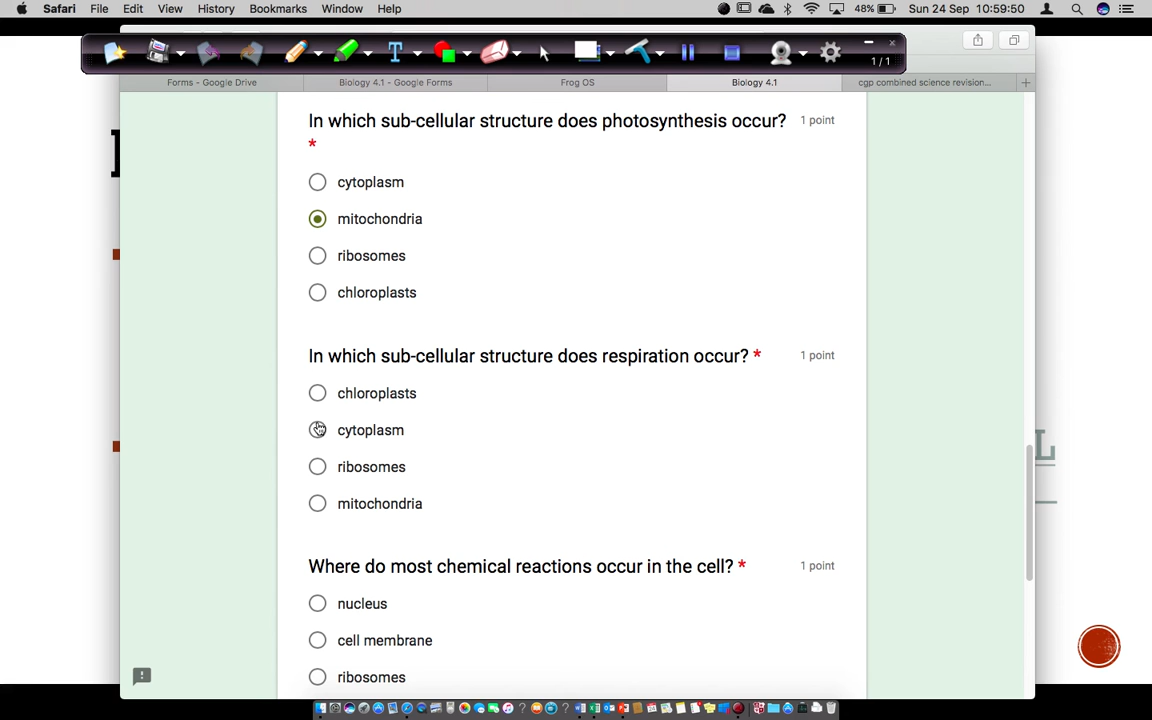 Safari File Edit View History Bookmarks Window Help 48% Sun 24 Sep 10:59:50
T
1 / 1
Forms - Google Drive Biology 4.1 - Google Forms Frog OS Biology 4.1 cgp combined science revision...
In which sub-cellular structure does photosynthesis occur? 1 point
*
cytoplasm
mitochondria
ribosomes
chloroplasts
In which sub-cellular structure does respiration occur? * 1 point
chloroplasts
cytoplasm
ribosomes
mitochondria
L
Where do most chemical reactions occur in the cell? * 1 point
nucleus
cell membrane
ribosomes